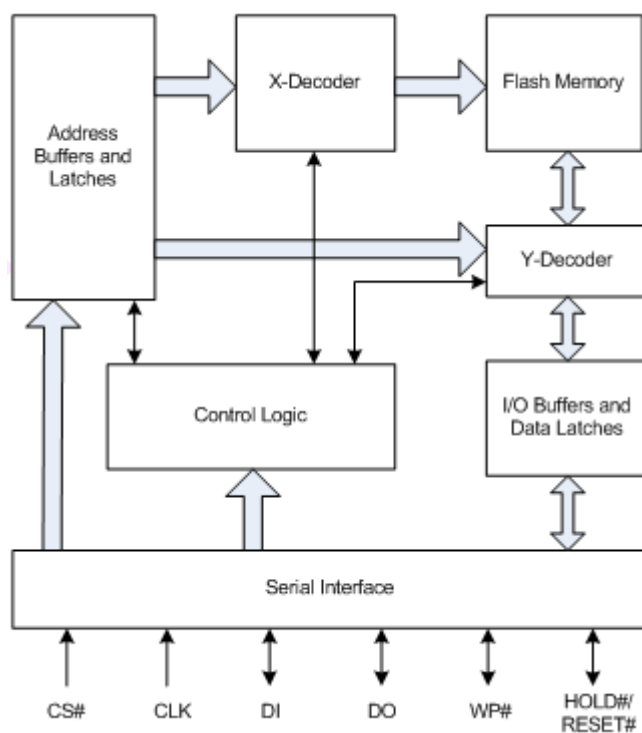 X-Decoder
Flash Memory
Address
Buffers and
Latches
Y-Decoder
I/O Buffers and
Data Latches
Control Logic
Serial Interface
CS#
CLK
DI
DO
WP#
HOLD#/
RESET#